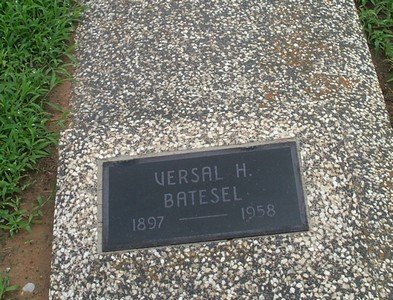 VERSAL H.
BATESEL
1897 — 1958